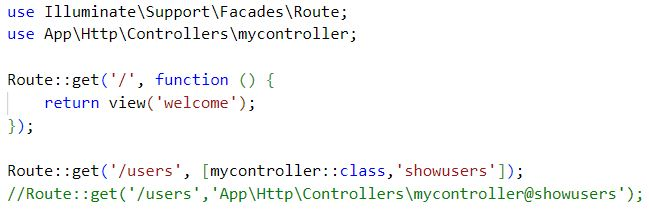 use Illuminate\Support\Facades\Route;
use App\Http\Controllers\mycontroller;
Route::get('/', function () {
    return view('welcome');
});
Route::get('/users', [mycontroller::class,'showusers']);
//Route::get('/users','App\Http\Controllers\mycontroller@showusers');